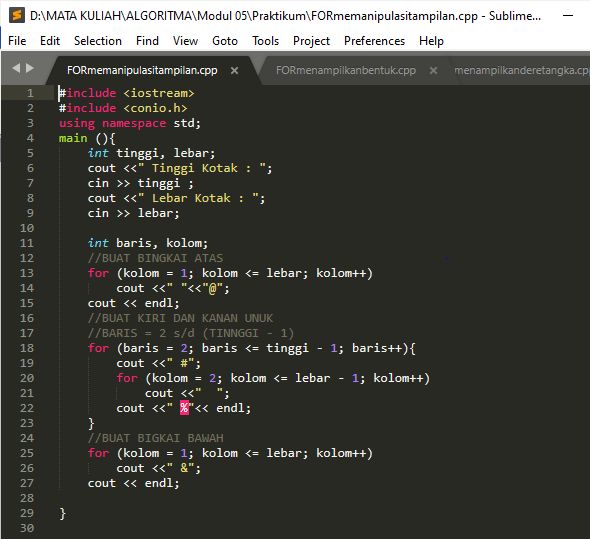 D:\MATA KULIAH\ALGORITMA\Modul 05\Praktikum\FORmemanipulasitampilan.cpp - Sublime...
File Edit Selection Find View Goto Tools Project Preferences Help
FORmemanipulasitampilan.cpp FORmenampilkanbentuk.cpp menampilkanderetangka.cp
1 #include <iostream>
2 #include <conio.h>
3 using namespace std;
4 main (){
5 int tinggi, lebar;
6 cout <<" Tinggi Kotak : ";
7 cin >> tinggi ;
8 cout <<" Lebar Kotak : ";
9 cin >> lebar;
10
11 int baris, kolom;
12 //BUAT BINGKAI ATAS
13 for (kolom = 1; kolom <= lebar; kolom++)
14 cout <<" "<<"@";
15 cout << endl;
16 //BUAT KIRI DAN KANAN UNUK
17 //BARIS = 2 s/d (TINNGGI - 1)
18 for (baris = 2; baris <= tinggi - 1; baris++){
19 cout <<" #";
20 for (kolom = 2; kolom <= lebar - 1; kolom++)
21 cout <<"  ";
22 cout <<" %"<< endl;
23 }
24 //BUAT BIGKAI BAWAH
25 for (kolom = 1; kolom <= lebar; kolom++)
26 cout <<" &";
27 cout << endl;
28
29 }
30